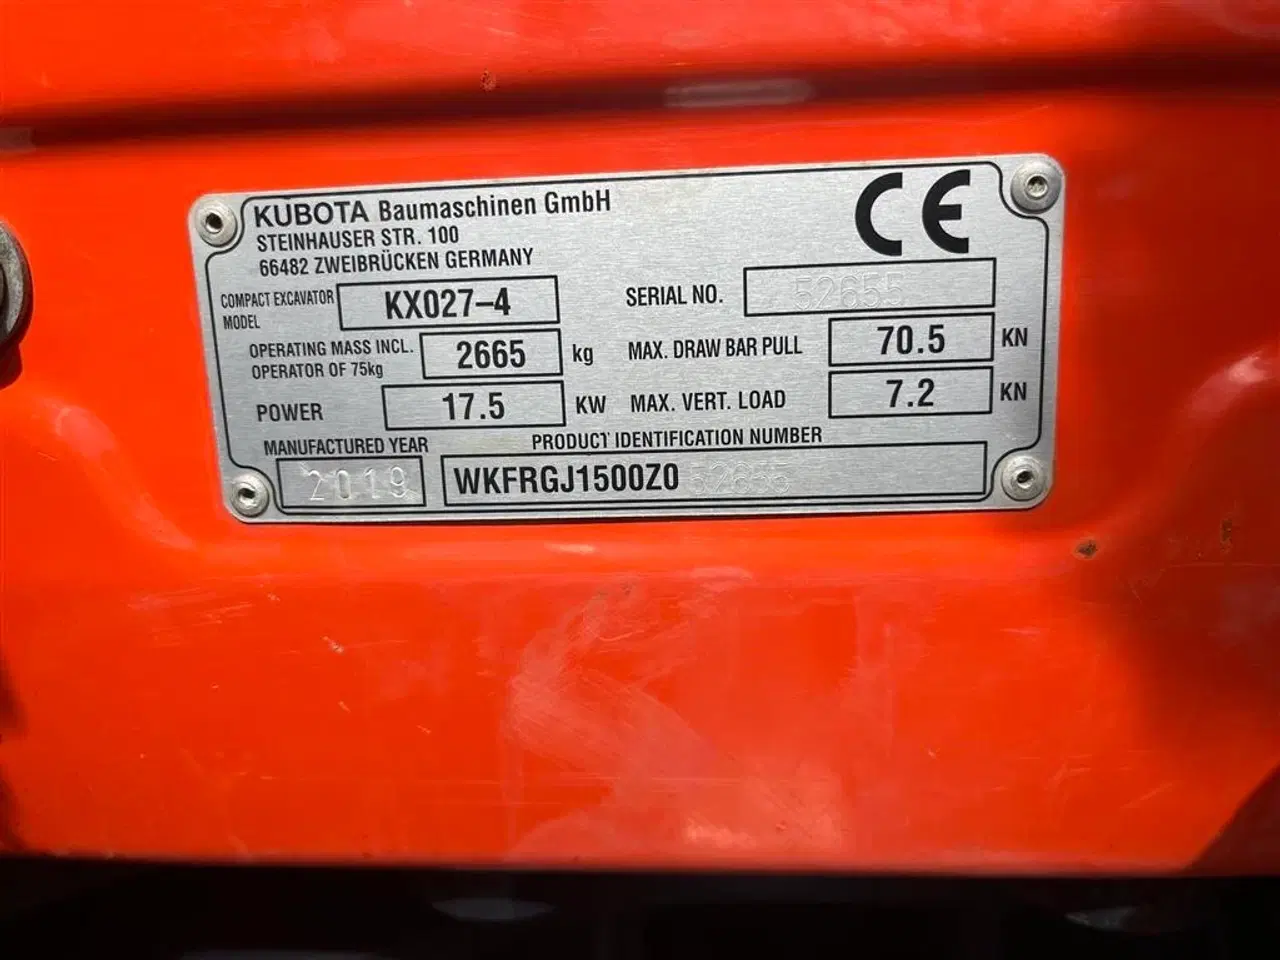 KUBOTA Baumaschinen GmbH
STEINHAUSER STR. 100
66482 ZWEIBRÜCKEN GERMANY
CE
COMPACT EXCAVATOR MODEL KX027-4
SERIAL NO. 52655
OPERATING MASS INCL. OPERATOR OF 75kg 2665 kg
MAX. DRAW BAR PULL 70.5 KN
POWER 17.5 KW
MAX. VERT. LOAD 7.2 KN
MANUFACTURED YEAR
2019
PRODUCT IDENTIFICATION NUMBER
WKFRGJ1500Z052655